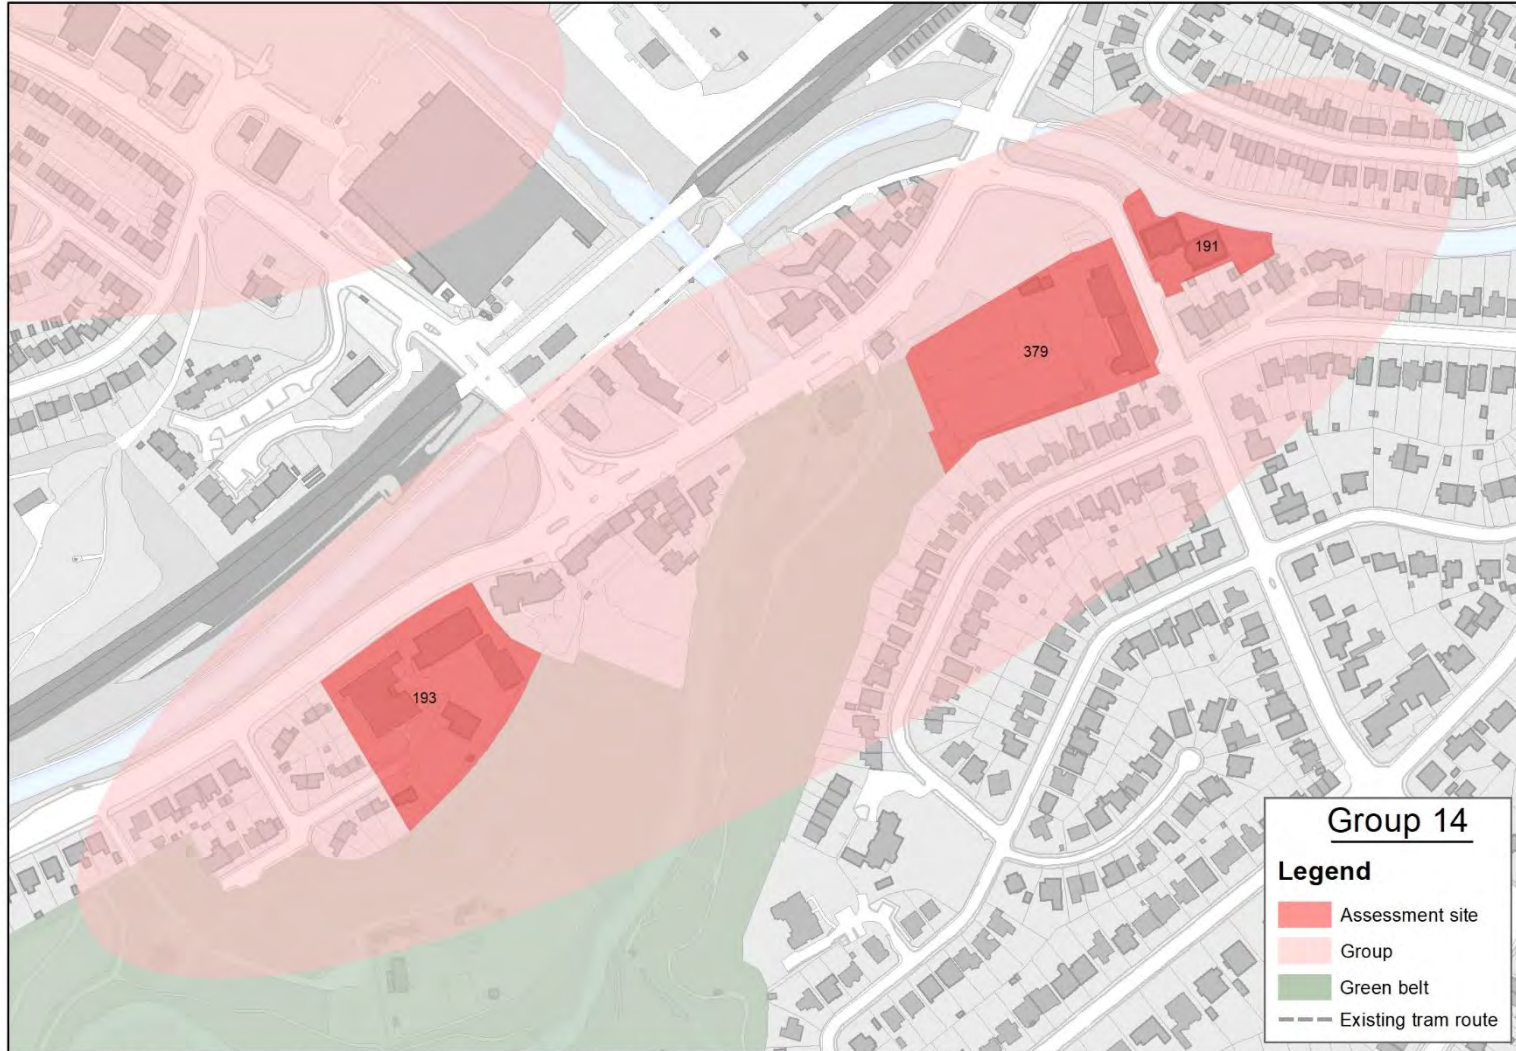 191
379
193
Group 14
Legend
Assessment site
Group
Green belt
Existing tram route